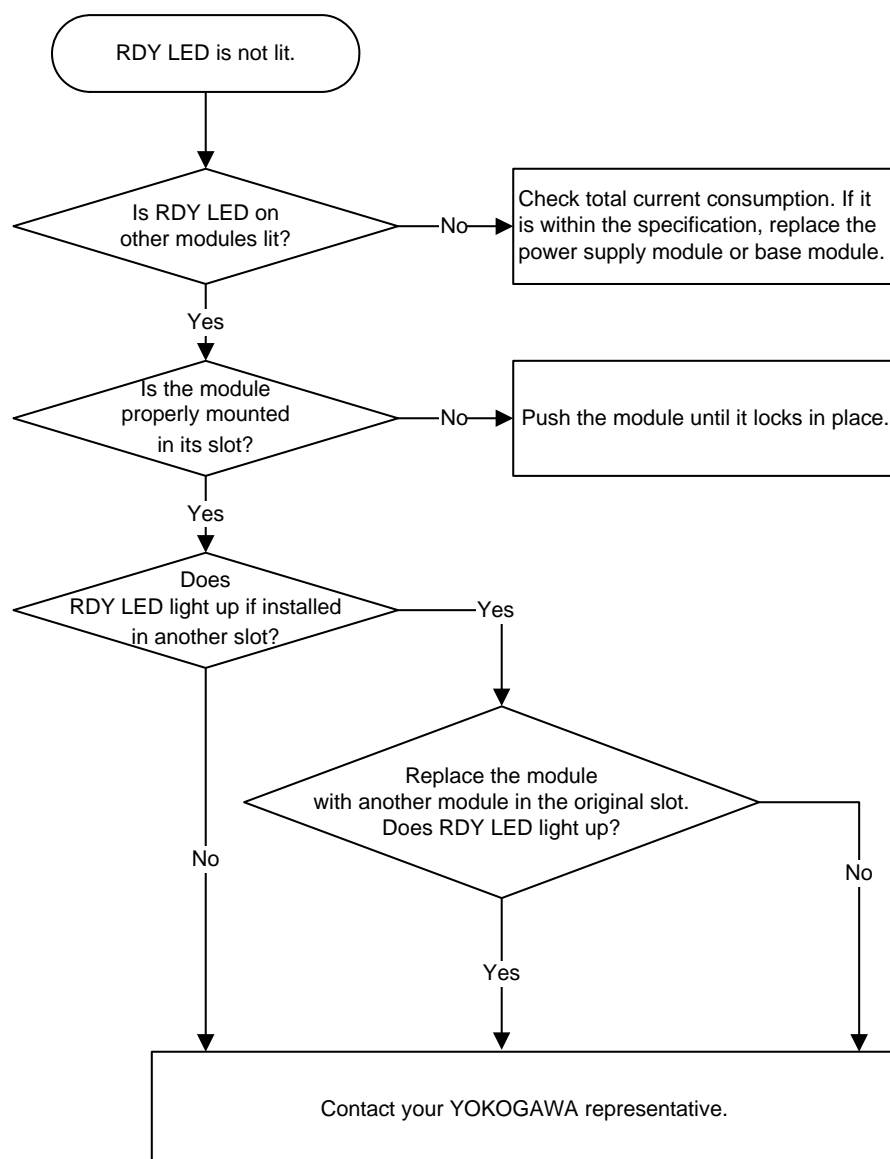 RDY LED is not lit.
Is RDY LED on
other modules lit?
No
Check total current consumption. If it
is within the specification, replace the
power supply module or base module.
Yes
Is the module
properly mounted
in its slot?
No
Push the module until it locks in place.
Yes
Does
RDY LED light up if installed
in another slot?
Yes
Replace the module
with another module in the original slot.
Does RDY LED light up?
No
No
Yes
Contact your YOKOGAWA representative.